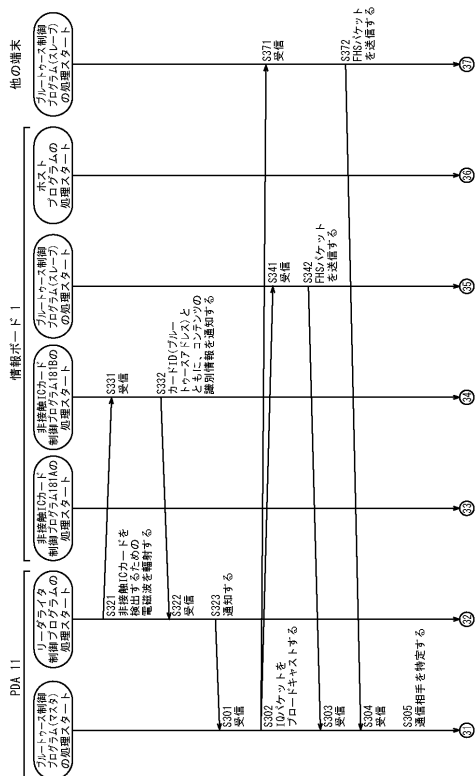 PDA 11
情報ボード 1
他の端末
ブルートゥース制御
プログラム(マスタ)
の処理スタート
リーダライタ
制御プログラムの
処理スタート
非接触ICカード
制御プログラム181Aの
処理スタート
非接触ICカード
制御プログラム181Bの
処理スタート
ブルートゥース制御
プログラム(スレーブ)
の処理スタート
ホスト
プログラムの
処理スタート
ブルートゥース制御
プログラム(スレーブ)
の処理スタート
S321
非接触ICカードを
検出するための
電磁波を輻射する
S331
受信
S332
カードID(ブルー
トゥースアドレス)と
ともに、コンテンツの
識別情報を通知する
S322
受信
S323
通知する
S301
受信
S302
IQパケットを
ブロードキャストする
S371
受信
S341
受信
S342
FHSパケット
を送信する
S303
受信
S372
FHSパケット
を送信する
S304
受信
S305
通信相手を特定する
31
32
33
34
35
36
37